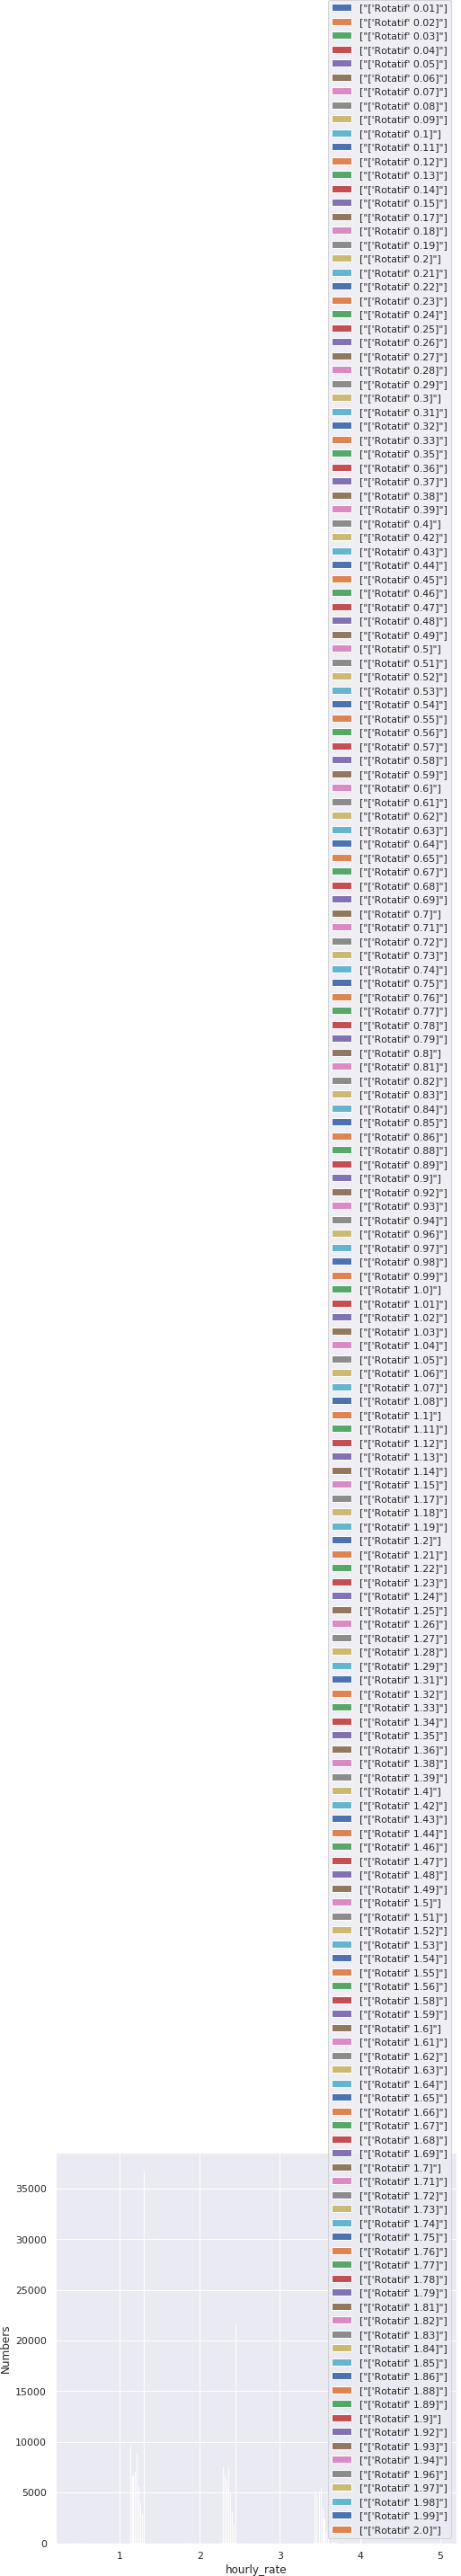 ["['Rotatif' 0.01]"]
["['Rotatif' 0.02]"]
["['Rotatif' 0.03]"]
["['Rotatif' 0.04]"]
["['Rotatif' 0.05]"]
["['Rotatif' 0.06]"]
["['Rotatif' 0.07]"]
["['Rotatif' 0.08]"]
["['Rotatif' 0.09]"]
["['Rotatif' 0.1]"]
["['Rotatif' 0.11]"]
["['Rotatif' 0.12]"]
["['Rotatif' 0.13]"]
["['Rotatif' 0.14]"]
["['Rotatif' 0.15]"]
["['Rotatif' 0.17]"]
["['Rotatif' 0.18]"]
["['Rotatif' 0.19]"]
["['Rotatif' 0.2]"]
["['Rotatif' 0.21]"]
["['Rotatif' 0.22]"]
["['Rotatif' 0.23]"]
["['Rotatif' 0.24]"]
["['Rotatif' 0.25]"]
["['Rotatif' 0.26]"]
["['Rotatif' 0.27]"]
["['Rotatif' 0.28]"]
["['Rotatif' 0.29]"]
["['Rotatif' 0.3]"]
["['Rotatif' 0.31]"]
["['Rotatif' 0.32]"]
["['Rotatif' 0.33]"]
["['Rotatif' 0.35]"]
["['Rotatif' 0.36]"]
["['Rotatif' 0.37]"]
["['Rotatif' 0.38]"]
["['Rotatif' 0.39]"]
["['Rotatif' 0.4]"]
["['Rotatif' 0.42]"]
["['Rotatif' 0.43]"]
["['Rotatif' 0.44]"]
["['Rotatif' 0.45]"]
["['Rotatif' 0.46]"]
["['Rotatif' 0.47]"]
["['Rotatif' 0.48]"]
["['Rotatif' 0.49]"]
["['Rotatif' 0.5]"]
["['Rotatif' 0.51]"]
["['Rotatif' 0.52]"]
["['Rotatif' 0.53]"]
["['Rotatif' 0.54]"]
["['Rotatif' 0.55]"]
["['Rotatif' 0.56]"]
["['Rotatif' 0.57]"]
["['Rotatif' 0.58]"]
["['Rotatif' 0.59]"]
["['Rotatif' 0.6]"]
["['Rotatif' 0.61]"]
["['Rotatif' 0.62]"]
["['Rotatif' 0.63]"]
["['Rotatif' 0.64]"]
["['Rotatif' 0.65]"]
["['Rotatif' 0.67]"]
["['Rotatif' 0.68]"]
["['Rotatif' 0.69]"]
["['Rotatif' 0.7]"]
["['Rotatif' 0.71]"]
["['Rotatif' 0.72]"]
["['Rotatif' 0.73]"]
["['Rotatif' 0.74]"]
["['Rotatif' 0.75]"]
["['Rotatif' 0.76]"]
["['Rotatif' 0.77]"]
["['Rotatif' 0.78]"]
["['Rotatif' 0.79]"]
["['Rotatif' 0.8]"]
["['Rotatif' 0.81]"]
["['Rotatif' 0.82]"]
["['Rotatif' 0.83]"]
["['Rotatif' 0.84]"]
["['Rotatif' 0.85]"]
["['Rotatif' 0.86]"]
["['Rotatif' 0.88]"]
["['Rotatif' 0.89]"]
["['Rotatif' 0.9]"]
["['Rotatif' 0.92]"]
["['Rotatif' 0.93]"]
["['Rotatif' 0.94]"]
["['Rotatif' 0.96]"]
["['Rotatif' 0.97]"]
["['Rotatif' 0.98]"]
["['Rotatif' 0.99]"]
["['Rotatif' 1.0]"]
["['Rotatif' 1.01]"]
["['Rotatif' 1.02]"]
["['Rotatif' 1.03]"]
["['Rotatif' 1.04]"]
["['Rotatif' 1.05]"]
["['Rotatif' 1.06]"]
["['Rotatif' 1.07]"]
["['Rotatif' 1.08]"]
["['Rotatif' 1.1]"]
["['Rotatif' 1.11]"]
["['Rotatif' 1.12]"]
["['Rotatif' 1.13]"]
["['Rotatif' 1.14]"]
["['Rotatif' 1.15]"]
["['Rotatif' 1.17]"]
["['Rotatif' 1.18]"]
["['Rotatif' 1.19]"]
["['Rotatif' 1.2]"]
["['Rotatif' 1.21]"]
["['Rotatif' 1.22]"]
["['Rotatif' 1.23]"]
["['Rotatif' 1.24]"]
["['Rotatif' 1.25]"]
["['Rotatif' 1.26]"]
["['Rotatif' 1.27]"]
["['Rotatif' 1.28]"]
["['Rotatif' 1.29]"]
["['Rotatif' 1.31]"]
["['Rotatif' 1.32]"]
["['Rotatif' 1.33]"]
["['Rotatif' 1.34]"]
["['Rotatif' 1.35]"]
["['Rotatif' 1.36]"]
["['Rotatif' 1.38]"]
["['Rotatif' 1.39]"]
["['Rotatif' 1.4]"]
["['Rotatif' 1.42]"]
["['Rotatif' 1.43]"]
["['Rotatif' 1.44]"]
["['Rotatif' 1.46]"]
["['Rotatif' 1.47]"]
["['Rotatif' 1.48]"]
["['Rotatif' 1.49]"]
["['Rotatif' 1.5]"]
["['Rotatif' 1.51]"]
["['Rotatif' 1.52]"]
["['Rotatif' 1.53]"]
["['Rotatif' 1.54]"]
["['Rotatif' 1.55]"]
["['Rotatif' 1.56]"]
["['Rotatif' 1.58]"]
["['Rotatif' 1.59]"]
["['Rotatif' 1.6]"]
["['Rotatif' 1.61]"]
["['Rotatif' 1.62]"]
["['Rotatif' 1.63]"]
["['Rotatif' 1.64]"]
["['Rotatif' 1.65]"]
["['Rotatif' 1.66]"]
["['Rotatif' 1.67]"]
["['Rotatif' 1.68]"]
["['Rotatif' 1.69]"]
["['Rotatif' 1.7]"]
["['Rotatif' 1.71]"]
["['Rotatif' 1.72]"]
["['Rotatif' 1.73]"]
["['Rotatif' 1.74]"]
["['Rotatif' 1.75]"]
["['Rotatif' 1.76]"]
["['Rotatif' 1.77]"]
["['Rotatif' 1.78]"]
["['Rotatif' 1.79]"]
["['Rotatif' 1.81]"]
["['Rotatif' 1.82]"]
["['Rotatif' 1.83]"]
["['Rotatif' 1.84]"]
["['Rotatif' 1.85]"]
["['Rotatif' 1.86]"]
["['Rotatif' 1.88]"]
["['Rotatif' 1.89]"]
["['Rotatif' 1.9]"]
["['Rotatif' 1.92]"]
["['Rotatif' 1.93]"]
["['Rotatif' 1.94]"]
["['Rotatif' 1.96]"]
["['Rotatif' 1.97]"]
["['Rotatif' 1.98]"]
["['Rotatif' 1.99]"]
["['Rotatif' 2.0]"]
35000
30000
25000
20000
15000
10000
5000
0
Numbers
1 2 3 4 5
hourly_rate